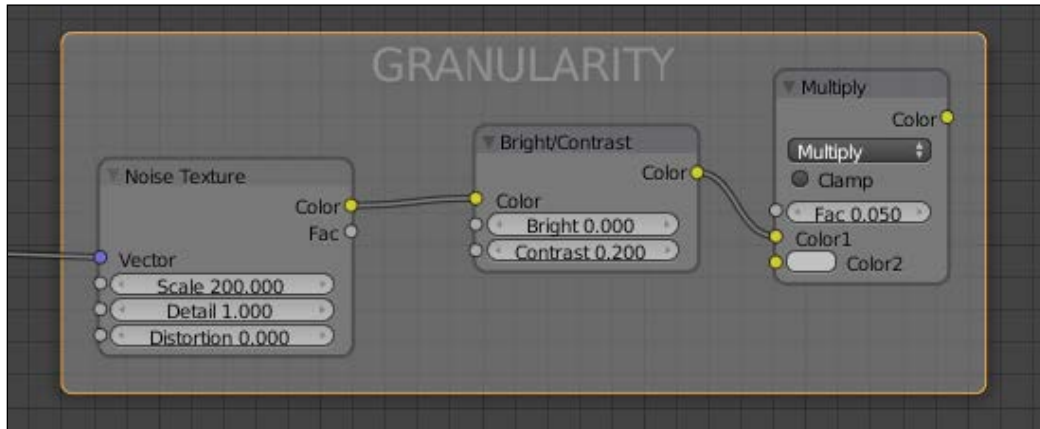 GRANULARITY
Noise Texture
Color
Fac
Vector
Scale 200.000
Detail 1.000
Distortion 0.000
Bright/Contrast
Color
Color
Bright 0.000
Contrast 0.200
Multiply
Color
Multiply
Clamp
Fac 0.050
Color1
Color2